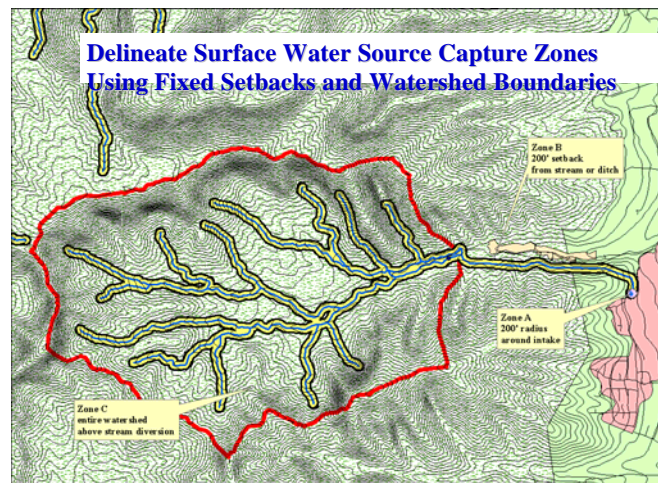 Delineate Surface Water Source Capture Zones
Using Fixed Setbacks and Watershed Boundaries
Zone B
200' setback
from stream or ditch
Zone A
200' radius
around intake
Zone C
entire watershed
above stream diversion